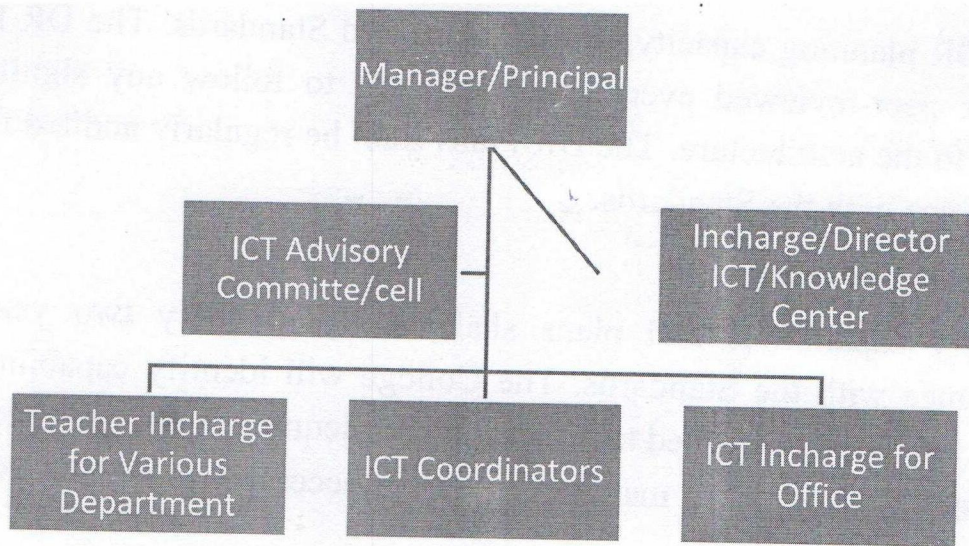 Manager/Principal
ICT Advisory
Committe/cell
Incharge/Director
ICT/Knowledge
Center
Teacher Incharge
for Various
Department
ICT Coordinators
ICT Incharge for
Office